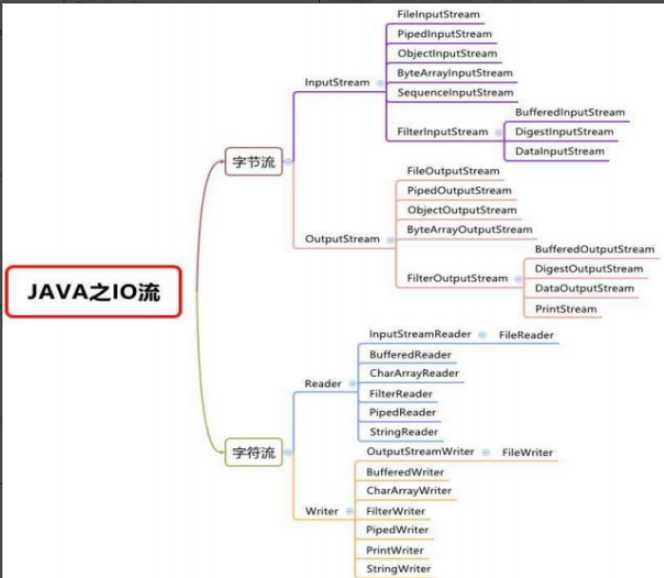 JAVA之IO流
字节流
InputStream
FileInputStream
PipedInputStream
ObjectInputStream
ByteArrayInputStream
SequenceInputStream
FilterInputStream
BufferedInputStream
DigestInputStream
DataInputStream
OutputStream
FileOutputStream
PipedOutputStream
ObjectOutputStream
ByteArrayOutputStream
FilterOutputStream
BufferedOutputStream
DigestOutputStream
DataOutputStream
PrintStream
字符流
Reader
InputStreamReader
FileReader
BufferedReader
CharArrayReader
FilterReader
PipedReader
StringReader
Writer
OutputStreamWriter
FileWriter
BufferedWriter
CharArrayWriter
FilterWriter
PipedWriter
PrintWriter
StringWriter